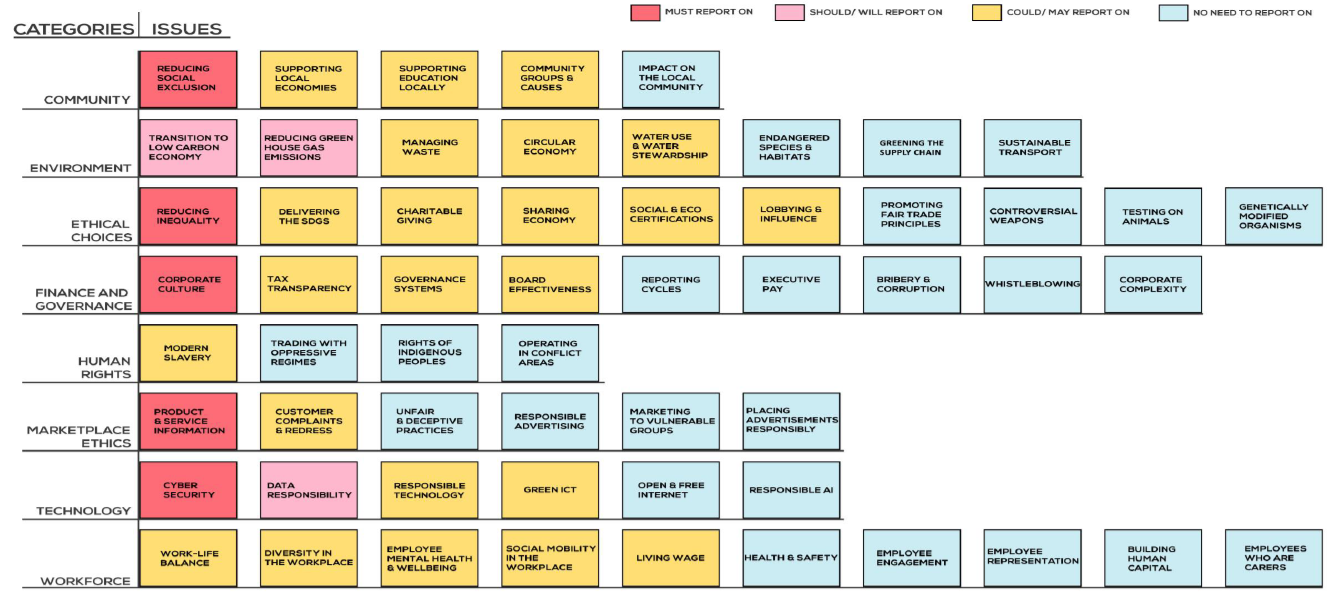 MUST REPORT ON
SHOULD/ WILL REPORT ON
COULD/ MAY REPORT ON
NO NEED TO REPORT ON
CATEGORIES
ISSUES
COMMUNITY
REDUCING
SOCIAL
EXCLUSION
SUPPORTING
LOCAL
ECONOMIES
SUPPORTING
EDUCATION
LOCALLY
COMMUNITY
GROUPS &
CAUSES
IMPACT ON
THE LOCAL
COMMUNITY
ENVIRONMENT
TRANSITION TO
LOW CARBON
ECONOMY
REDUCING GREEN
HOUSE GAS
EMISSIONS
MANAGING
WASTE
CIRCULAR
ECONOMY
WATER USE
& WATER
STEWARDSHIP
ENDANGERED
SPECIES &
HABITATS
GREENING THE
SUPPLY CHAIN
SUSTAINABLE
TRANSPORT
ETHICAL
CHOICES
REDUCING
INEQUALITY
DELIVERING
THE SDGS
CHARITABLE
GIVING
SHARING
ECONOMY
SOCIAL & ECO
CERTIFICATIONS
LOBBYING &
INFLUENCE
PROMOTING
FAIR TRADE
PRINCIPLES
CONTROVERSIAL
WEAPONS
TESTING ON
ANIMALS
GENETICALLY
MODIFIED
ORGANISMS
FINANCE AND
GOVERNANCE
CORPORATE
CULTURE
TAX
TRANSPARENCY
GOVERNANCE
SYSTEMS
BOARD
EFFECTIVENESS
REPORTING
CYCLES
EXECUTIVE
PAY
BRIBERY &
CORRUPTION
WHISTLEBLOWING
CORPORATE
COMPLEXITY
HUMAN
RIGHTS
MODERN
SLAVERY
TRADING WITH
OPPRESSIVE
REGIMES
RIGHTS OF
INDIGENOUS
PEOPLES
OPERATING
IN CONFLICT
AREAS
MARKETPLACE
ETHICS
PRODUCT
& SERVICE
INFORMATION
CUSTOMER
COMPLAINTS
& REDRESS
UNFAIR
& DECEPTIVE
PRACTICES
RESPONSIBLE
ADVERTISING
MARKETING
TO VULNERABLE
GROUPS
PLACING
ADVERTISEMENTS
RESPONSIBLY
TECHNOLOGY
CYBER
SECURITY
DATA
RESPONSIBILITY
RESPONSIBLE
TECHNOLOGY
GREEN ICT
OPEN & FREE
INTERNET
RESPONSIBLE AI
WORKFORCE
WORK-LIFE
BALANCE
DIVERSITY IN
THE WORKPLACE
EMPLOYEE
MENTAL HEALTH
& WELLBEING
SOCIAL MOBILITY
IN THE
WORKPLACE
LIVING WAGE
HEALTH & SAFETY
EMPLOYEE
ENGAGEMENT
EMPLOYEE
REPRESENTATION
BUILDING
HUMAN
CAPITAL
EMPLOYEES
WHO ARE
CARERS